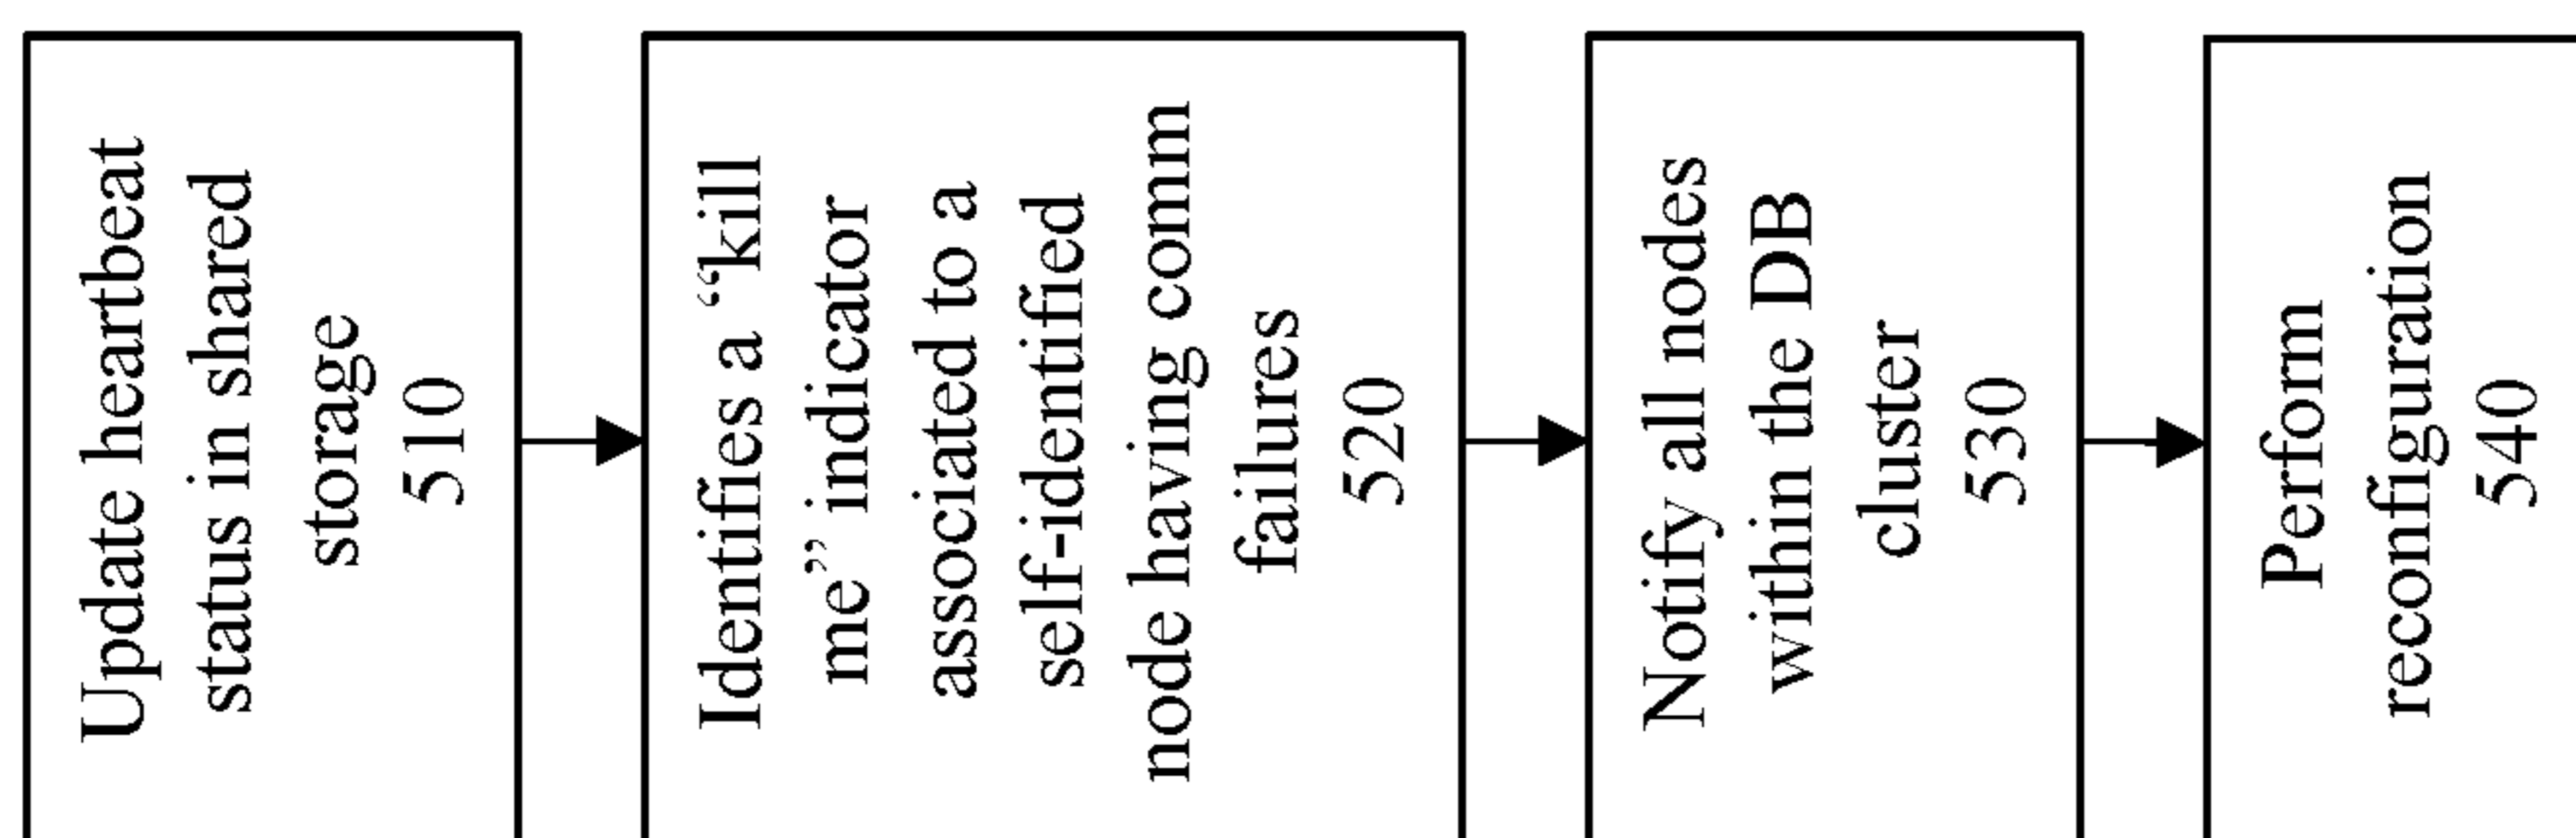 Update heartbeat
status in shared
storage
510
Identifies a “kill
me” indicator
associated to a
self-identified
node having comm
failures
520
Notify all nodes
within the DB
cluster
530
Perform
reconfiguration
540